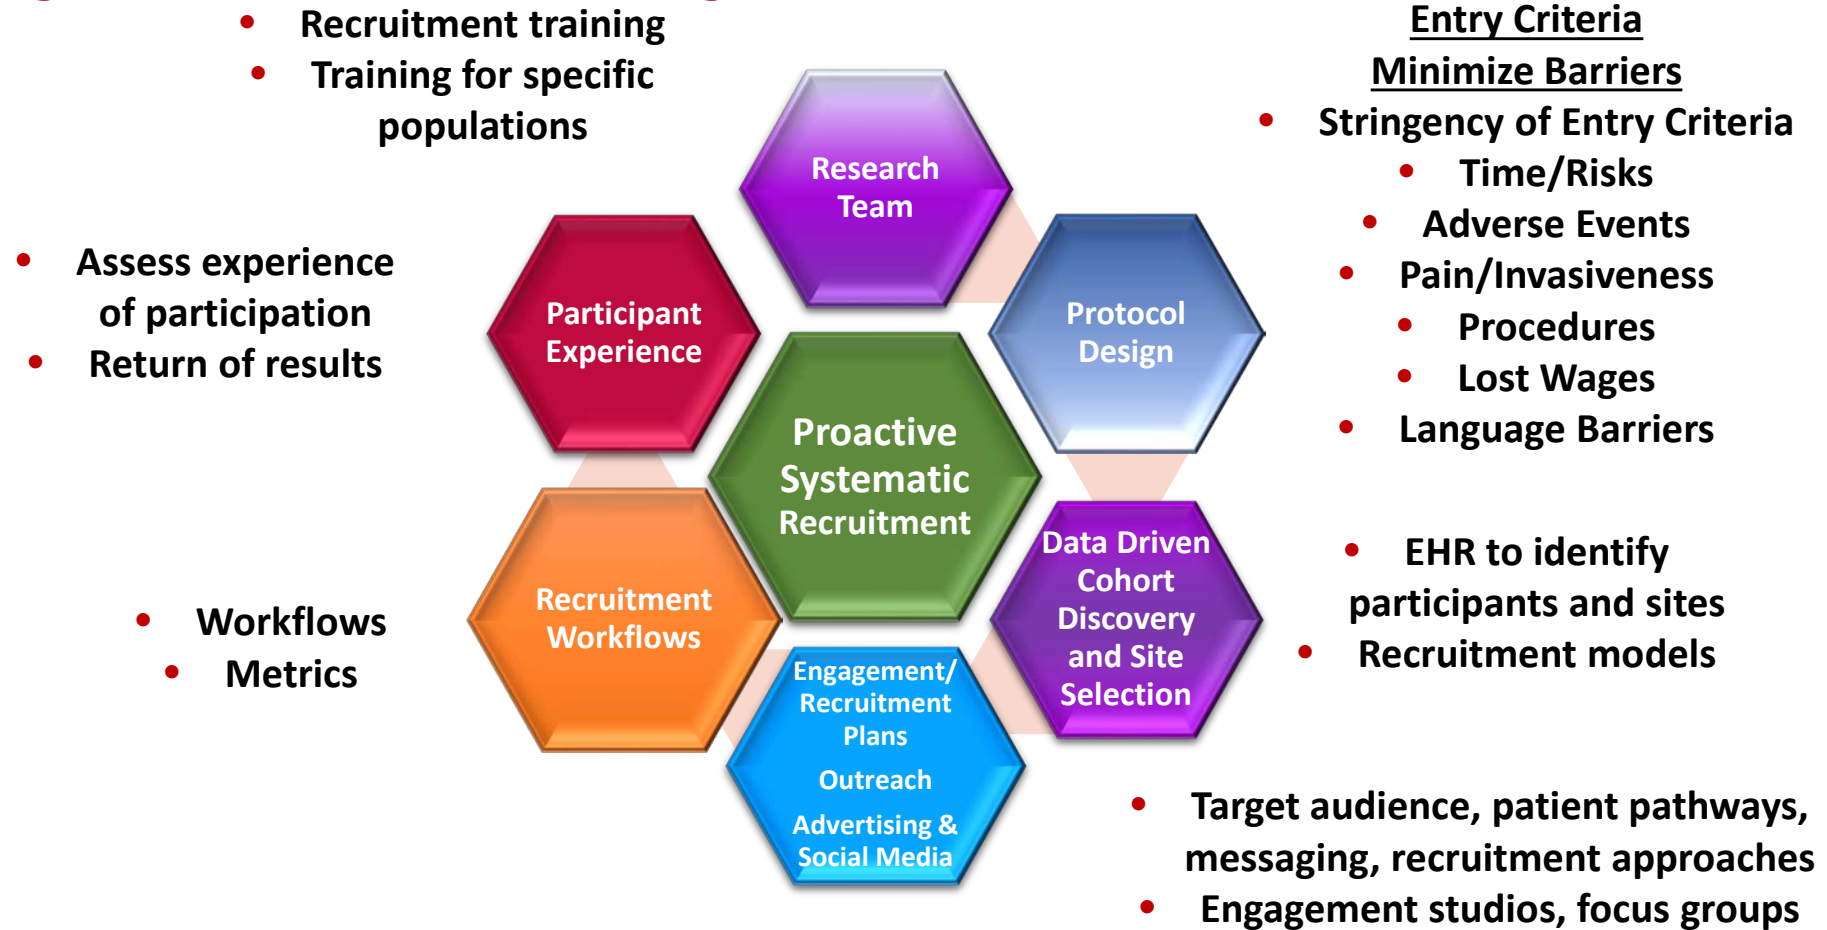 • Recruitment training
• Training for specific
populations
Entry Criteria
Minimize Barriers
• Stringency of Entry Criteria
• Time/Risks
• Adverse Events
• Pain/Invasiveness
• Procedures
• Lost Wages
• Language Barriers
Research
Team
Participant
Experience
Protocol
Design
• Assess experience
of participation
• Return of results
Proactive
Systematic
Recruitment
Data Driven
Cohort
Discovery
and Site
Selection
• EHR to identify
participants and sites
• Recruitment models
Recruitment
Workflows
• Workflows
• Metrics
Engagement/
Recruitment
Plans
Outreach
Advertising &
Social Media
• Target audience, patient pathways,
messaging, recruitment approaches
• Engagement studios, focus groups